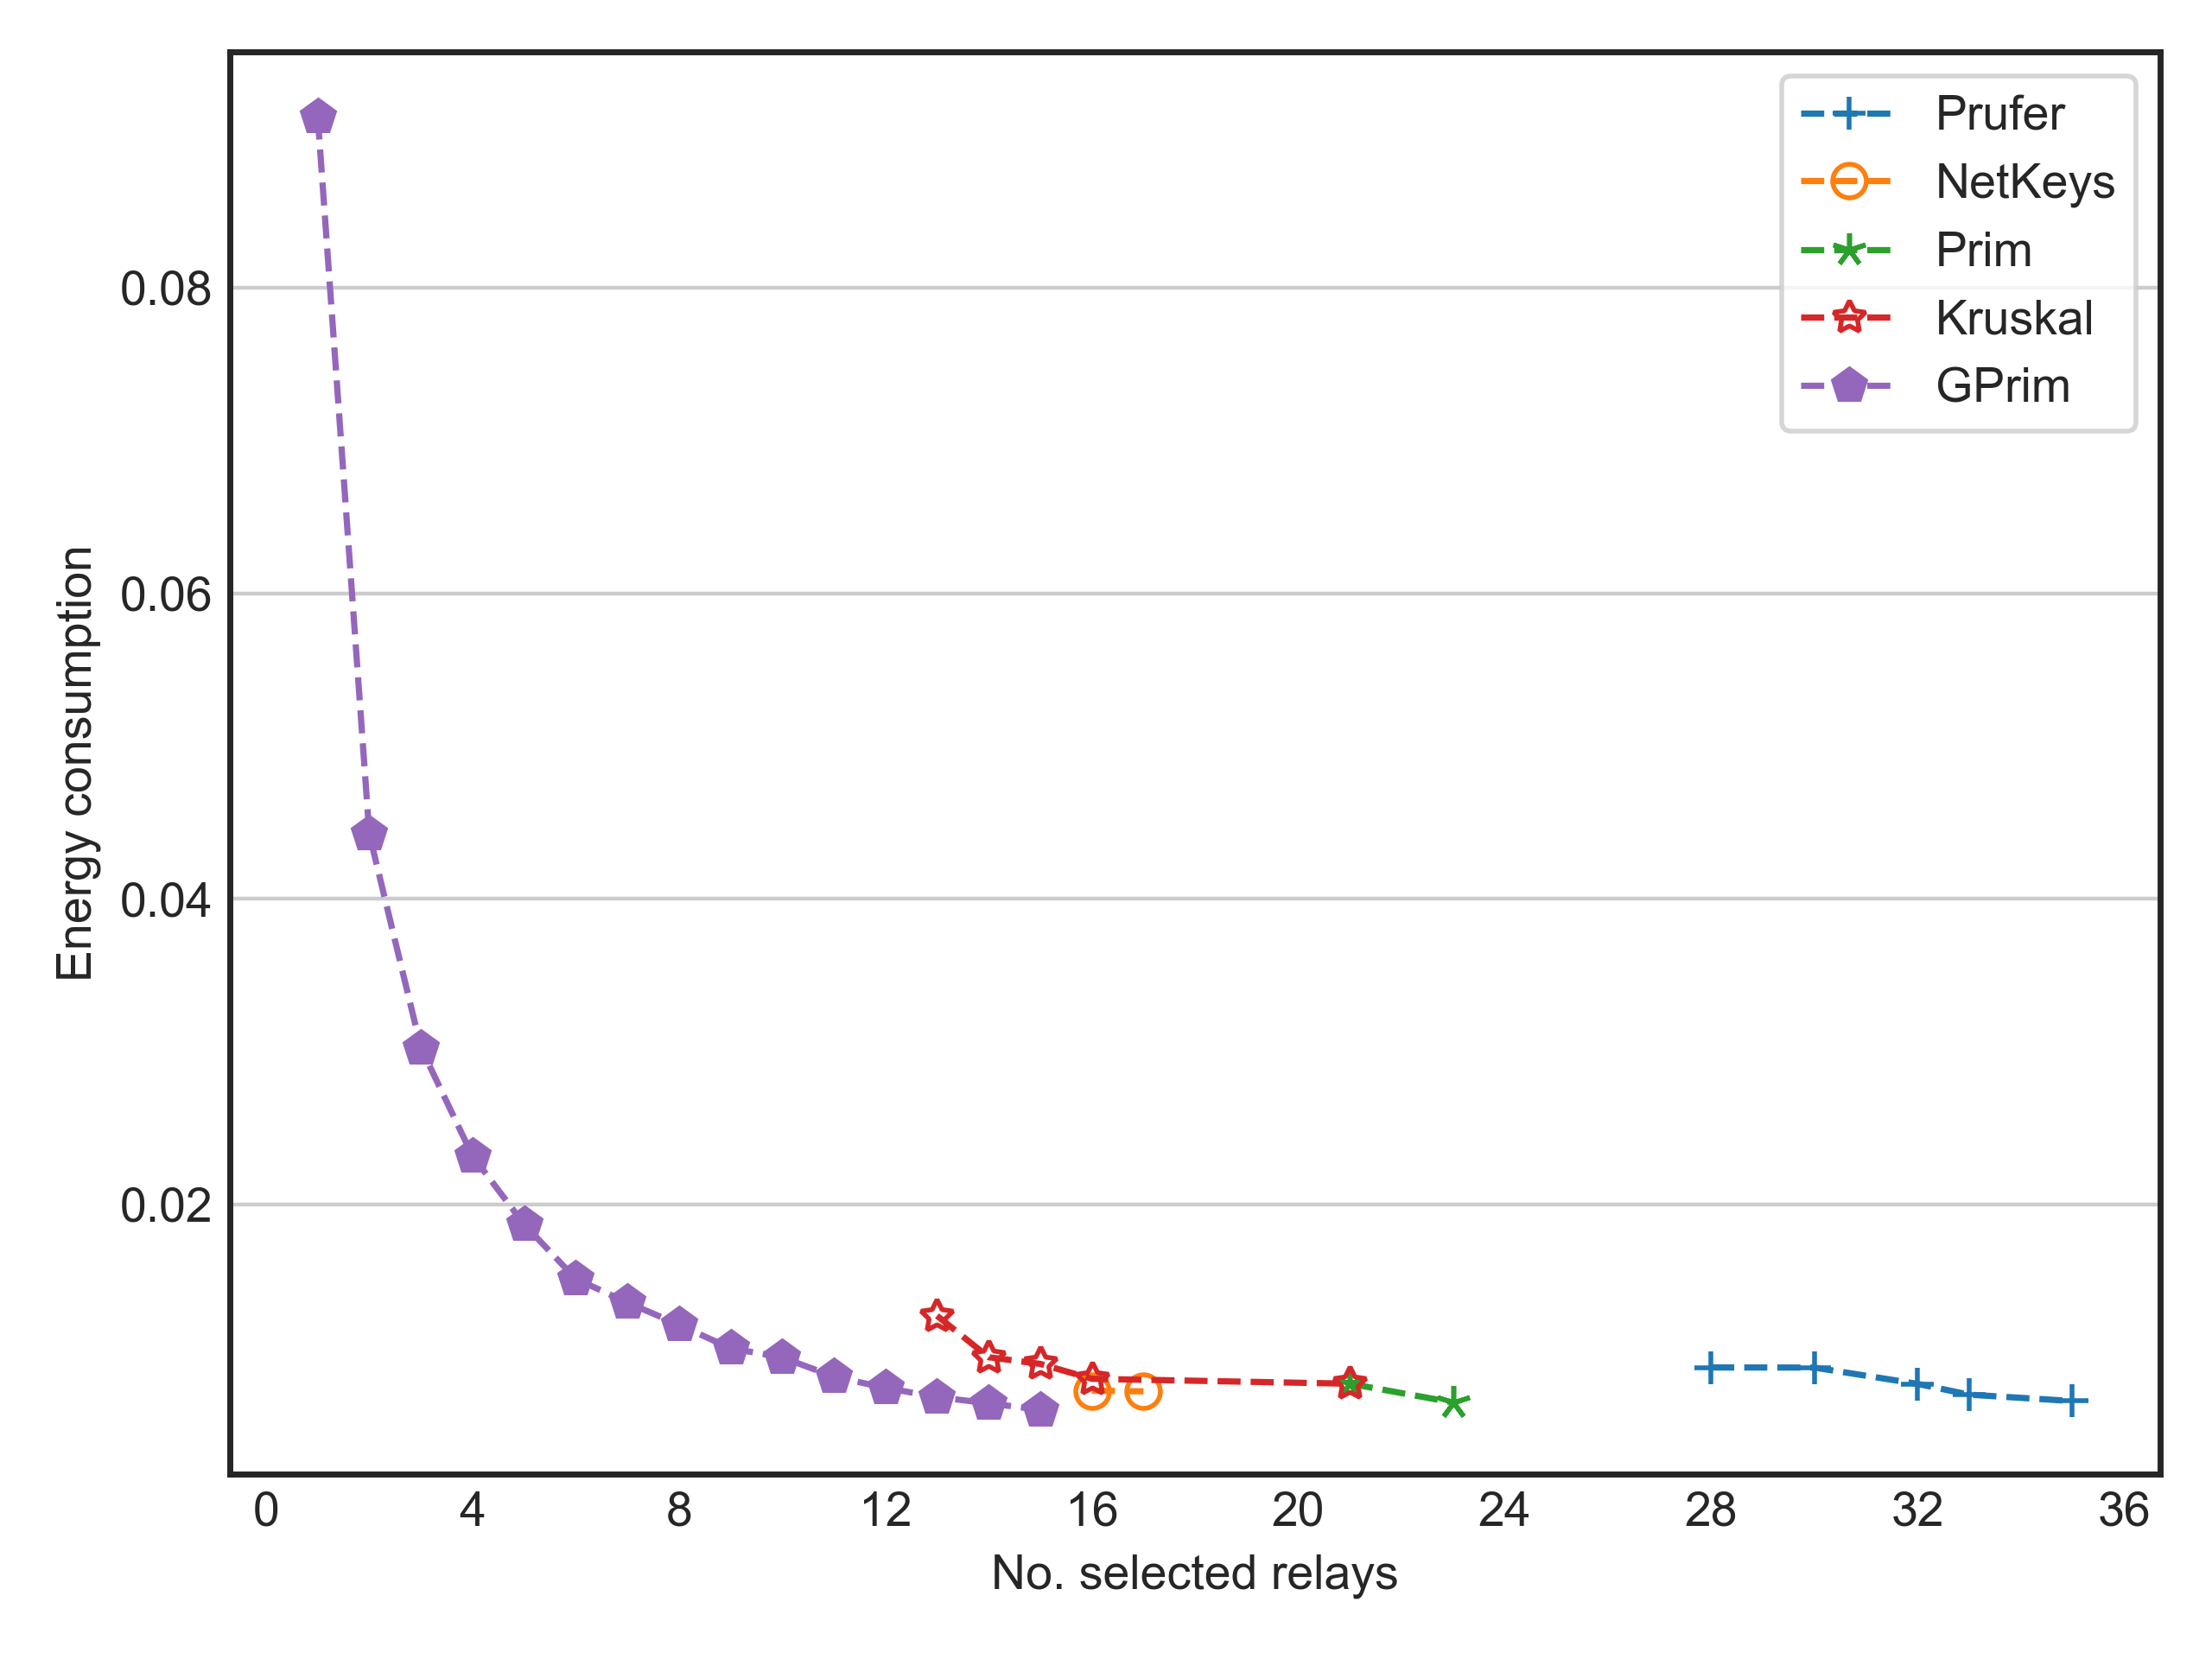 Prufer
NetKeys
Prim
Kruskal
GPrim
0.08
0.06
0.04
0.02
Energy consumption
0 4 8 12 16 20 24 28 32 36
No. selected relays